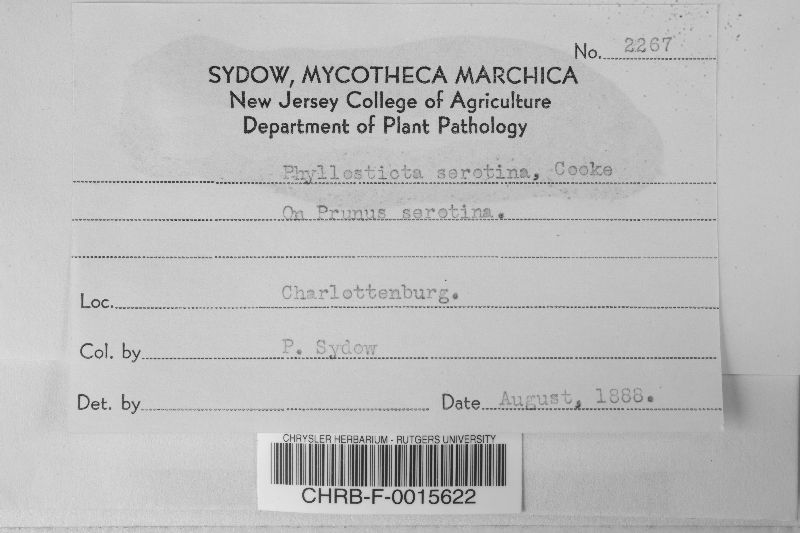 No. 2267
SYDOW, MYCOTHECA MARCHICA
New Jersey College of Agriculture
Department of Plant Pathology
Phyllosticta serotina, Cooke
On Prunus serotina.
Loc. Charlottenburg.
Col. by P. Sydow
Det. by Date August, 1888.
CHRYSLER HERBARIUM - RUTGERS UNIVERSITY
CHRB-F-0015622